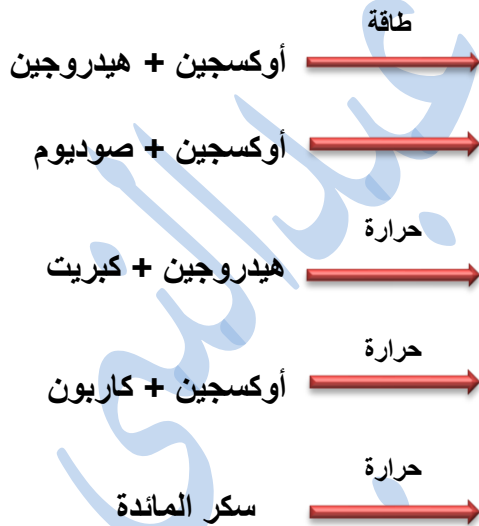 طاقة
أوكسجين + هيدروجين
أوكسجين + صوديوم
حرارة
هيدروجين + كبريت
حرارة
أوكسجين + كاربون
حرارة
سكر المائدة